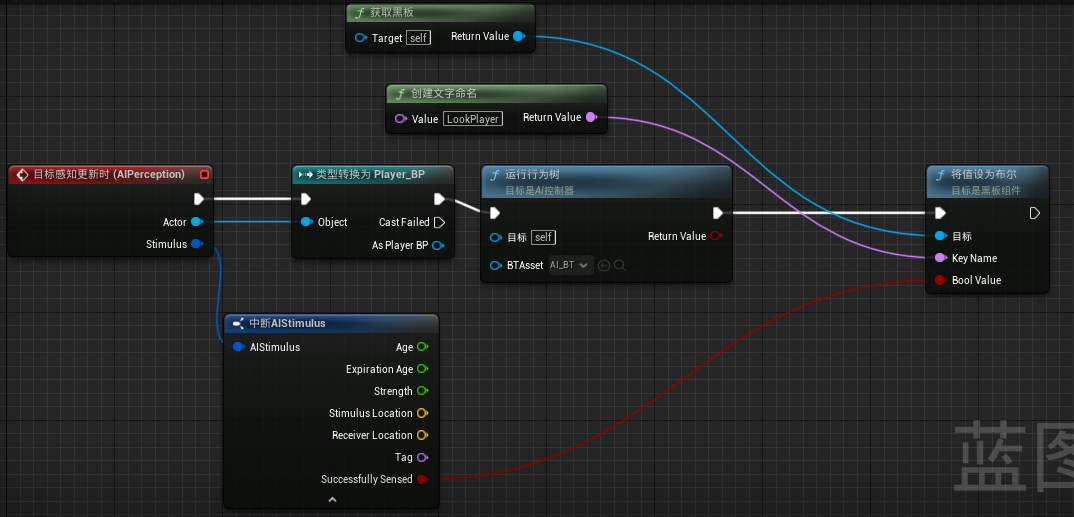 获取黑板
Target self Return Value
创建文字命名
Value LookPlayer Return Value
目标感知更新时 (AIPerception)
Actor
Stimulus
类型转换为 Player_BP
Object Cast Failed
As Player BP
运行行为树
目标是AI控制器
目标 self Return Value
BTAsset AI_BT
将值设为布尔
目标是黑板组件
目标
Key Name
Bool Value
中断AIStimulus
AIStimulus Age
Expiration Age
Strength
Stimulus Location
Receiver Location
Tag
Successfully Sensed
蓝图